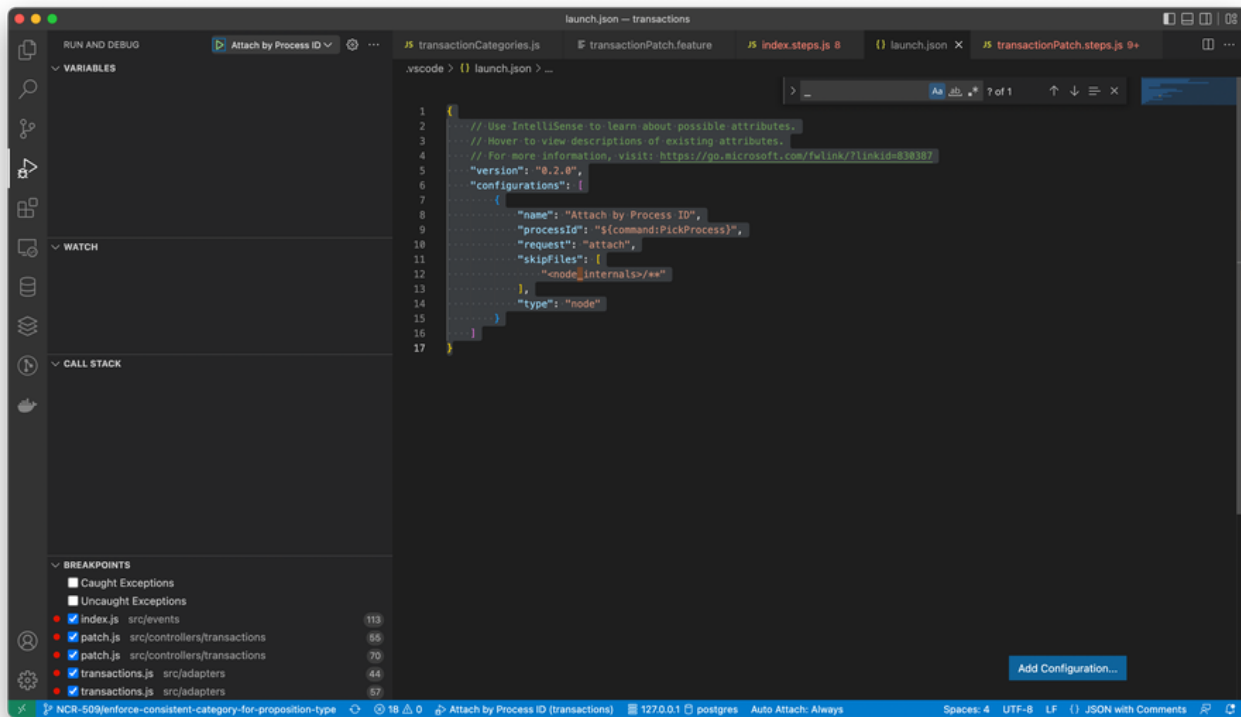 launch.json — transactions
RUN AND DEBUG
Attach by Process ID
VARIABLES
WATCH
CALL STACK
BREAKPOINTS
Caught Exceptions
Uncaught Exceptions
index.js src/events 113
patch.js src/controllers/transactions 55
patch.js src/controllers/transactions 70
transactions.js src/adapters 44
transactions.js src/adapters 57
JS transactionCategories.js
transactionPatch.feature
JS index.steps.js 8
{} launch.json
JS transactionPatch.steps.js 9+
.vscode > {} launch.json > ...
_ Aa ab .* ? of 1
1 {
2 // Use IntelliSense to learn about possible attributes.
3 // Hover to view descriptions of existing attributes.
4 // For more information, visit: https://go.microsoft.com/fwlink/?linkid=830387
5 "version": "0.2.0",
6 "configurations": [
7 {
8 "name": "Attach by Process ID",
9 "processId": "${command:PickProcess}",
10 "request": "attach",
11 "skipFiles": [
12 "<node_internals>/**"
13 ],
14 "type": "node"
15 }
16 ]
17 }
Add Configuration...
NCR-509/enforce-consistent-category-for-proposition-type 18 0 Attach by Process ID (transactions) 127.0.0.1 postgres Auto Attach: Always Spaces: 4 UTF-8 LF {} JSON with Comments